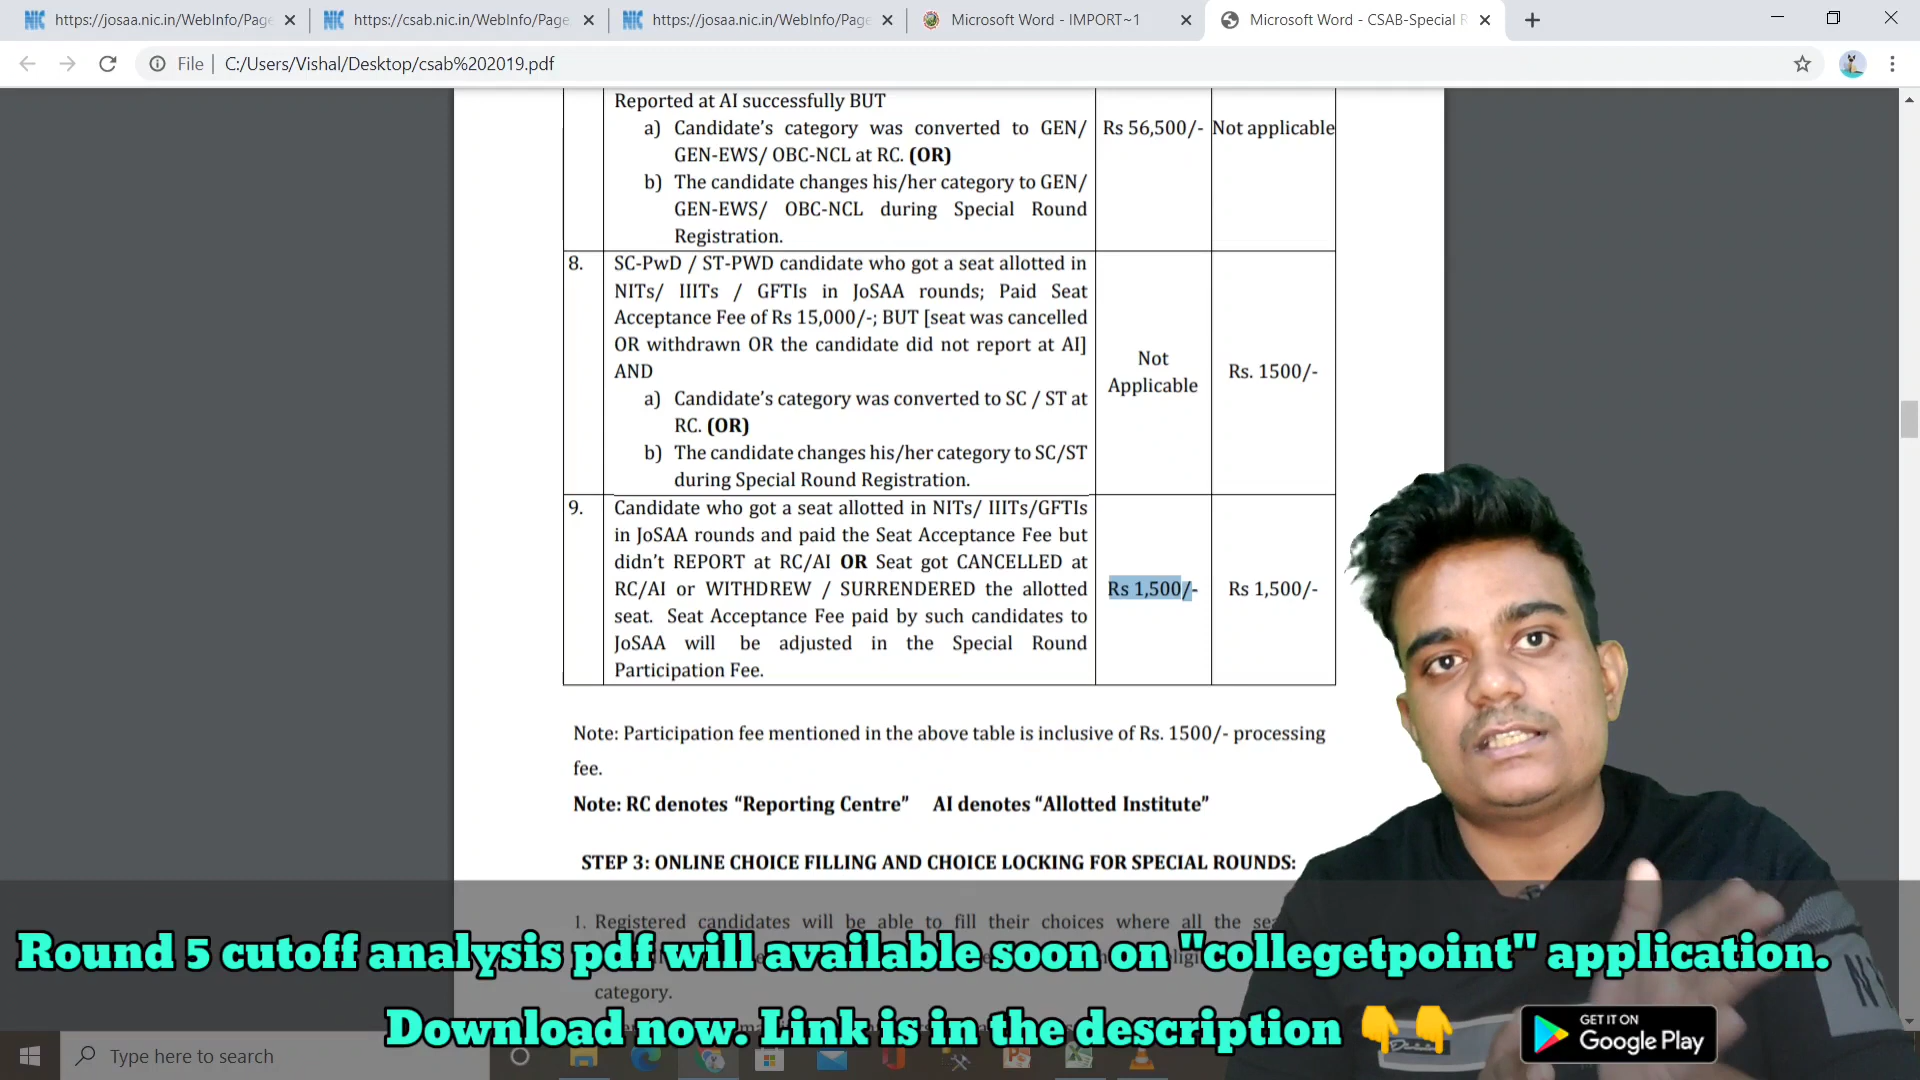 https://josaa.nic.in/WebInfo/Page
https://csab.nic.in/WebInfo/Page
https://josaa.nic.in/WebInfo/Page
Microsoft Word - IMPORT~1
Microsoft Word - CSAB-Special R
File
C:/Users/Vishal/Desktop/csab%202019.pdf
Reported at AI successfully BUT
a) Candidate’s category was converted to GEN/
GEN-EWS/ OBC-NCL at RC. (OR)
b) The candidate changes his/her category to GEN/
GEN-EWS/ OBC-NCL during Special Round
Registration.
Rs 56,500/-
Not applicable
8.
SC-PwD / ST-PWD candidate who got a seat allotted in
NITs/ IIITs / GFTIs in JoSAA rounds; Paid Seat
Acceptance Fee of Rs 15,000/-; BUT [seat was cancelled
OR withdrawn OR the candidate did not report at AI]
AND
a) Candidate’s category was converted to SC / ST at
RC. (OR)
b) The candidate changes his/her category to SC/ST
during Special Round Registration.
Not
Applicable
Rs. 1500/-
9.
Candidate who got a seat allotted in NITs/ IIITs/GFTIs
in JoSAA rounds and paid the Seat Acceptance Fee but
didn’t REPORT at RC/AI OR Seat got CANCELLED at
RC/AI or WITHDREW / SURRENDERED the allotted
seat. Seat Acceptance Fee paid by such candidates to
JoSAA will be adjusted in the Special Round
Participation Fee.
Rs 1,500/-
Rs 1,500/-
Note: Participation fee mentioned in the above table is inclusive of Rs. 1500/- processing
fee.
Note: RC denotes “Reporting Centre” AI denotes “Allotted Institute”
STEP 3: ONLINE CHOICE FILLING AND CHOICE LOCKING FOR SPECIAL ROUNDS:
1. Registered candidates will be able to fill their choices where all the
category.
Round 5 cutoff analysis pdf will available soon on "collegetpoint" application.
Download now. Link is in the description 👇👇
GET IT ON
Google Play
Type here to search